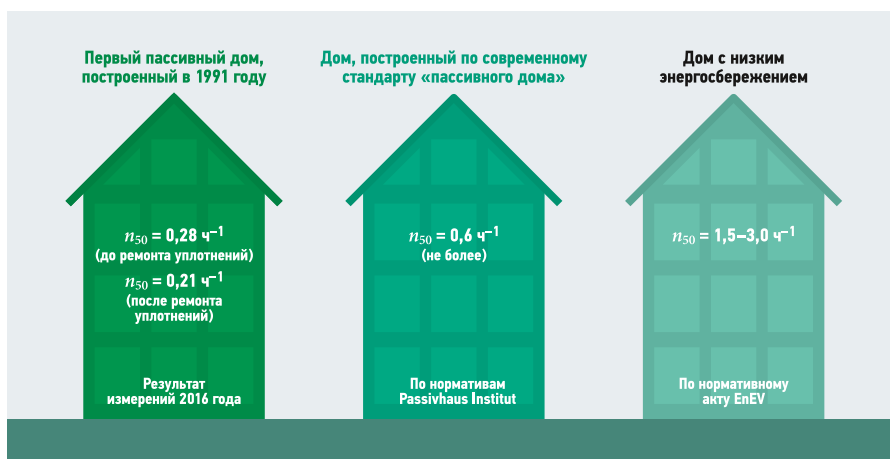 Первый пассивный дом,
построенный в 1991 году
n50 = 0,28 ч–1
(до ремонта уплотнений)
n50 = 0,21 ч–1
(после ремонта
уплотнений)
Результат
измерений 2016 года
Дом, построенный по современному
стандарту «пассивного дома»
n50 = 0,6 ч–1
(не более)
По нормативам
Passivhaus Institut
Дом с низким
энергосбережением
n50 = 1,5–3,0 ч–1
По нормативному
акту EnEV